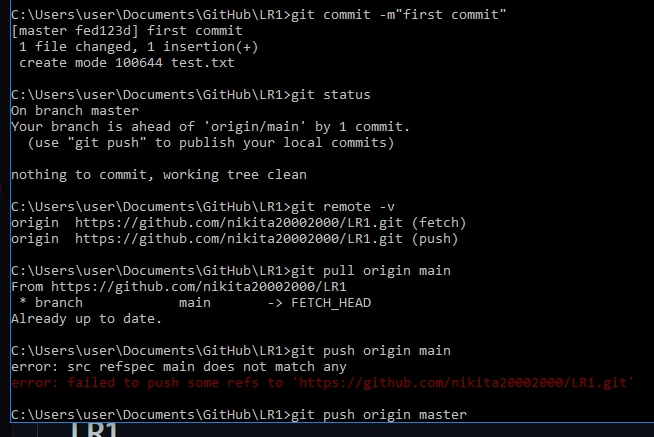 C:\Users\user\Documents\GitHub\LR1>git commit -m"first commit"
[master fed123d] first commit
1 file changed, 1 insertion(+)
create mode 100644 test.txt
C:\Users\user\Documents\GitHub\LR1>git status
On branch master
Your branch is ahead of 'origin/main' by 1 commit.
(use "git push" to publish your local commits)
nothing to commit, working tree clean
C:\Users\user\Documents\GitHub\LR1>git remote -v
origin  https://github.com/nikita20002000/LR1.git (fetch)
origin  https://github.com/nikita20002000/LR1.git (push)
C:\Users\user\Documents\GitHub\LR1>git pull origin main
From https://github.com/nikita20002000/LR1
* branch            main       -> FETCH_HEAD
Already up to date.
C:\Users\user\Documents\GitHub\LR1>git push origin main
error: src refspec main does not match any
error: failed to push some refs to 'https://github.com/nikita20002000/LR1.git'
C:\Users\user\Documents\GitHub\LR1>git push origin master
LR1